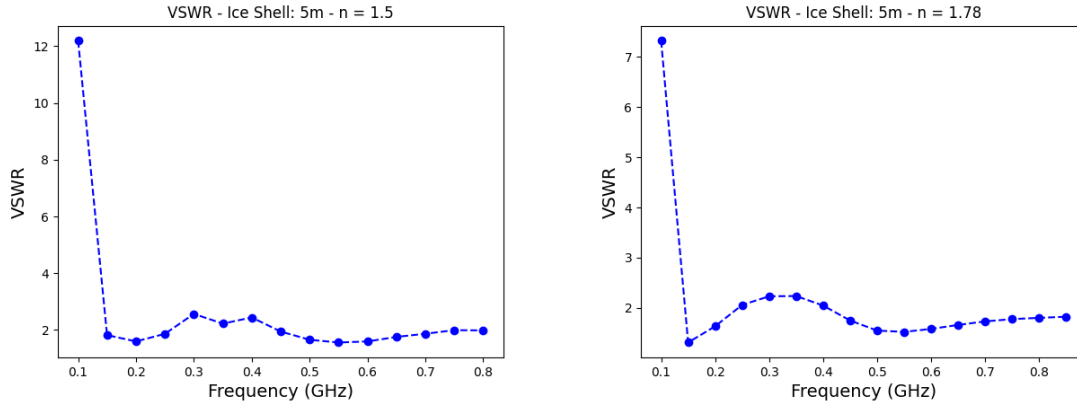 VSWR - Ice Shell: 5m - n = 1.5
12
10
8
6
4
2
VSWR
0.1 0.2 0.3 0.4 0.5 0.6 0.7 0.8
Frequency (GHz)
VSWR - Ice Shell: 5m - n = 1.78
7
6
5
4
3
2
VSWR
0.1 0.2 0.3 0.4 0.5 0.6 0.7 0.8
Frequency (GHz)